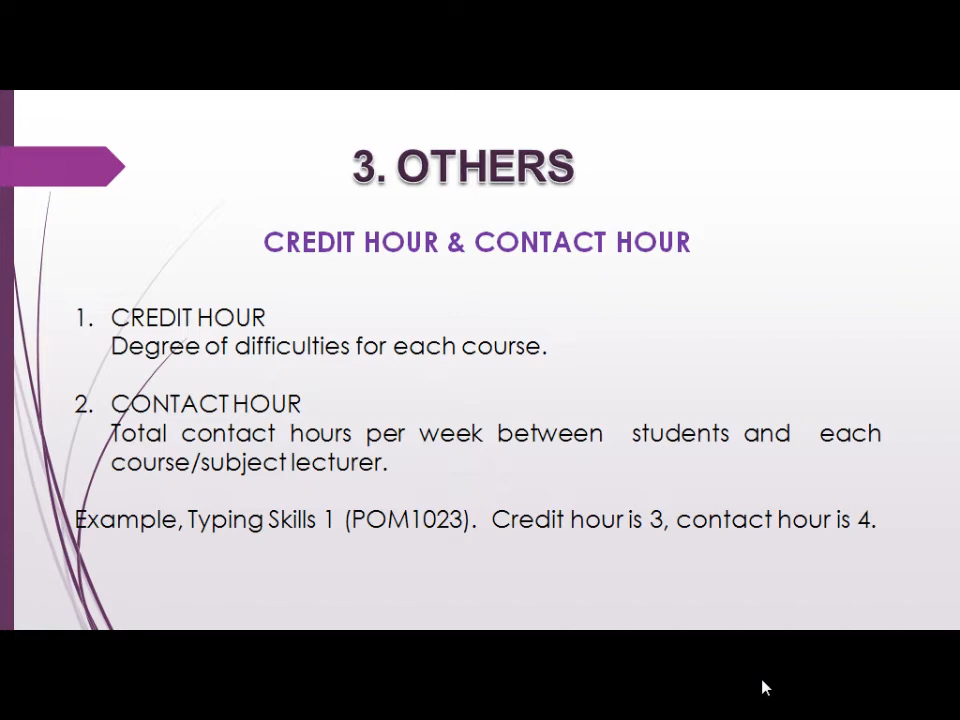 3. OTHERS
CREDIT HOUR & CONTACT HOUR
1. CREDIT HOUR
Degree of difficulties for each course.
2. CONTACT HOUR
Total contact hours per week between students and each
course/subject lecturer.
Example, Typing Skills 1 (POM1023). Credit hour is 3, contact hour is 4.